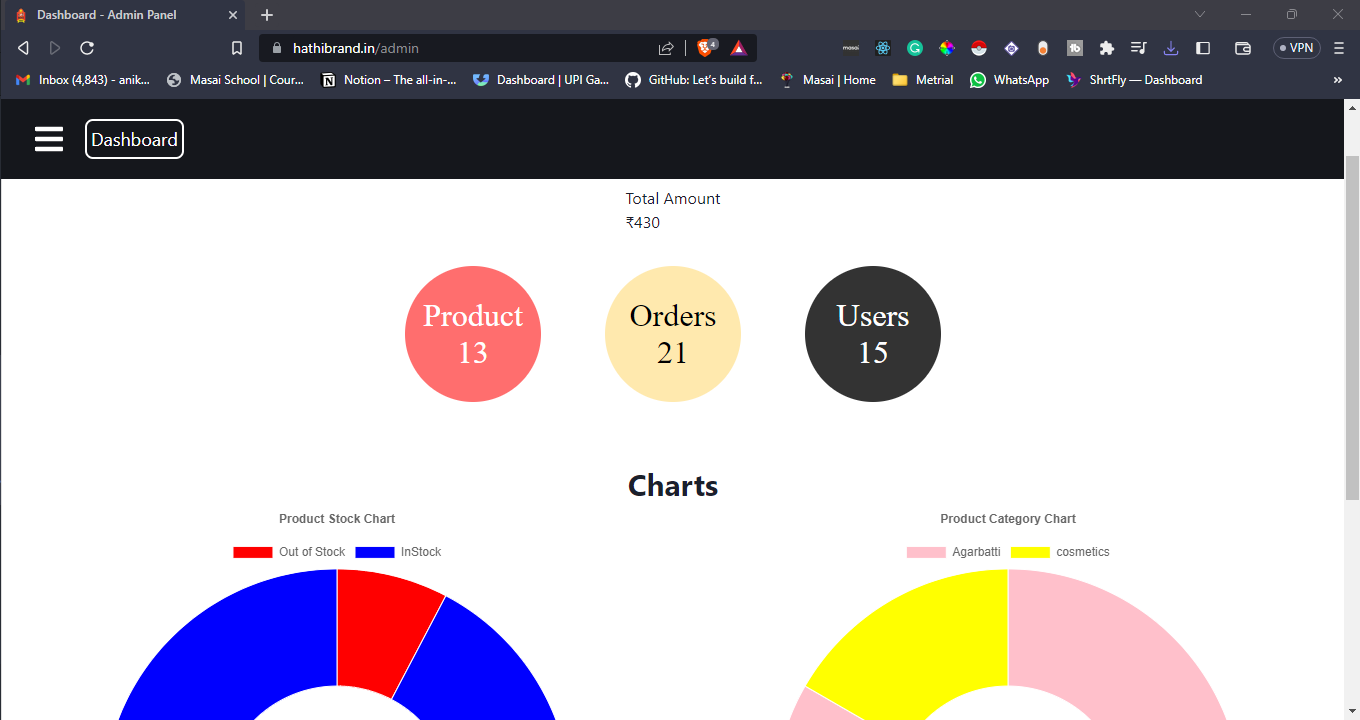 Dashboard - Admin Panel
hathibrand.in/admin
4
masai
VPN
Inbox (4,843) - anik...
Masai School | Cour...
Notion – The all-in-...
Dashboard | UPI Ga...
GitHub: Let's build f...
Masai | Home
Metrial
WhatsApp
ShrtFly — Dashboard
Dashboard
Total Amount
₹430
Product
13
Orders
21
Users
15
Charts
Product Stock Chart
Out of Stock InStock
Product Category Chart
Agarbatti cosmetics